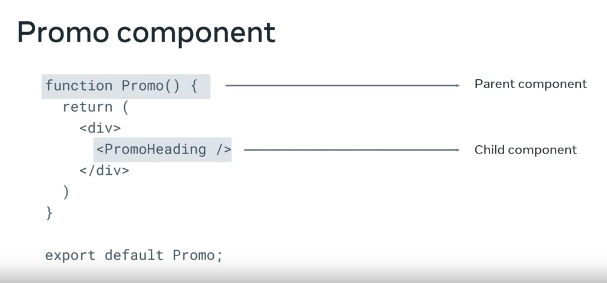 Promo component
function Promo() {
Parent component
return (
<div>
<PromoHeading />
Child component
</div>
)
}
export default Promo;